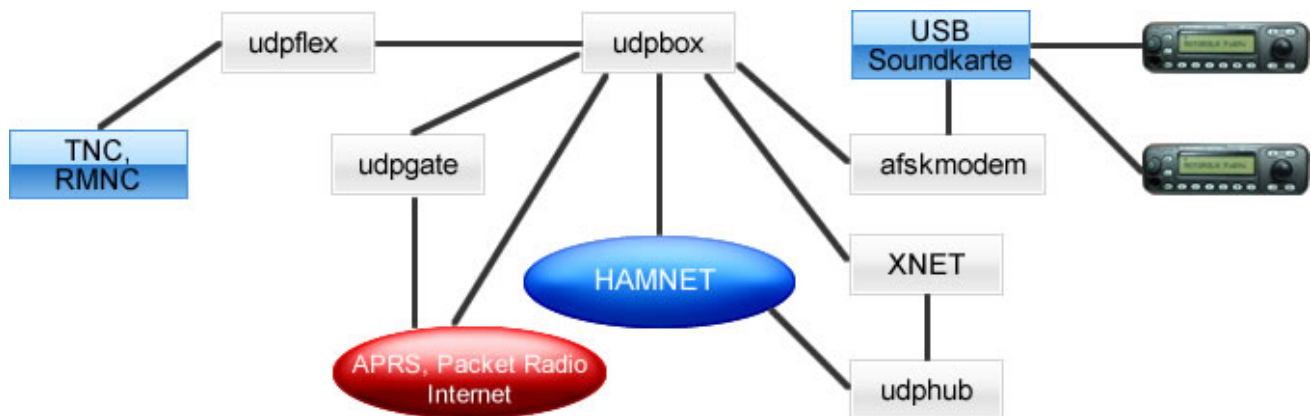 udpflex
udpbox
USB
Soundkarte
TNC,
RMNC
udpgate
afskmodem
HAMNET
XNET
APRS, Packet Radio
Internet
udphub